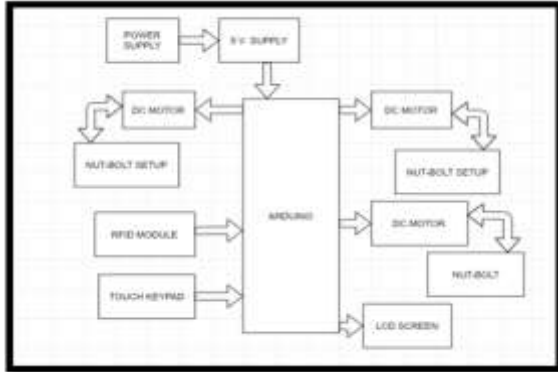 POWER
SUPPLY
5 V SUPPLY
DC MOTOR
DC MOTOR
NUT-BOLT SETUP
NUT-BOLT SETUP
ARDUINO
RFID MODULE
DC MOTOR
NUT-BOLT
TOUCH KEYPAD
LCD SCREEN